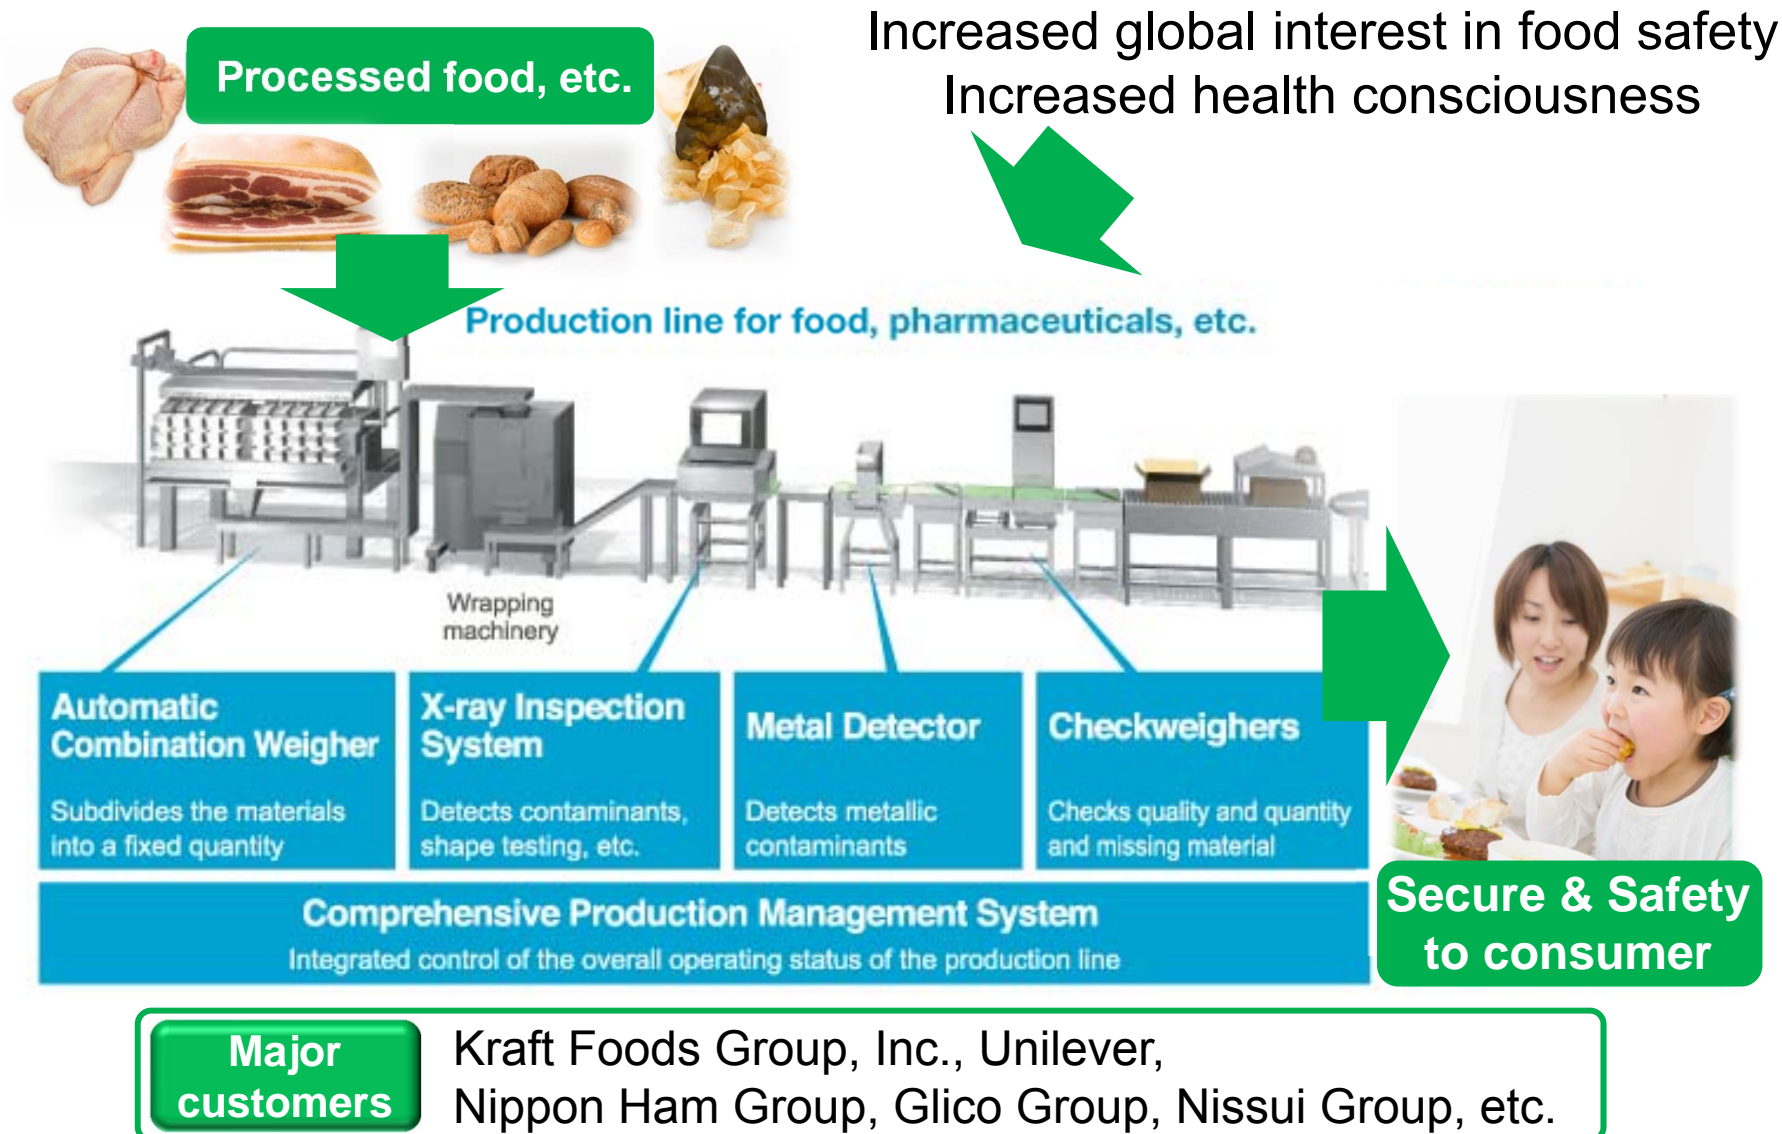 Increased global interest in food safety
Increased health consciousness
Processed food, etc.
Production line for food, pharmaceuticals, etc.
Wrapping
machinery
Automatic
Combination Weigher
Subdivides the materials
into a fixed quantity
X-ray Inspection
System
Detects contaminants,
shape testing, etc.
Metal Detector
Detects metallic
contaminants
Checkweighers
Checks quality and quantity
and missing material
Comprehensive Production Management System
Integrated control of the overall operating status of the production line
Secure & Safety
to consumer
Major
customers
Kraft Foods Group, Inc., Unilever,
Nippon Ham Group, Glico Group, Nissui Group, etc.